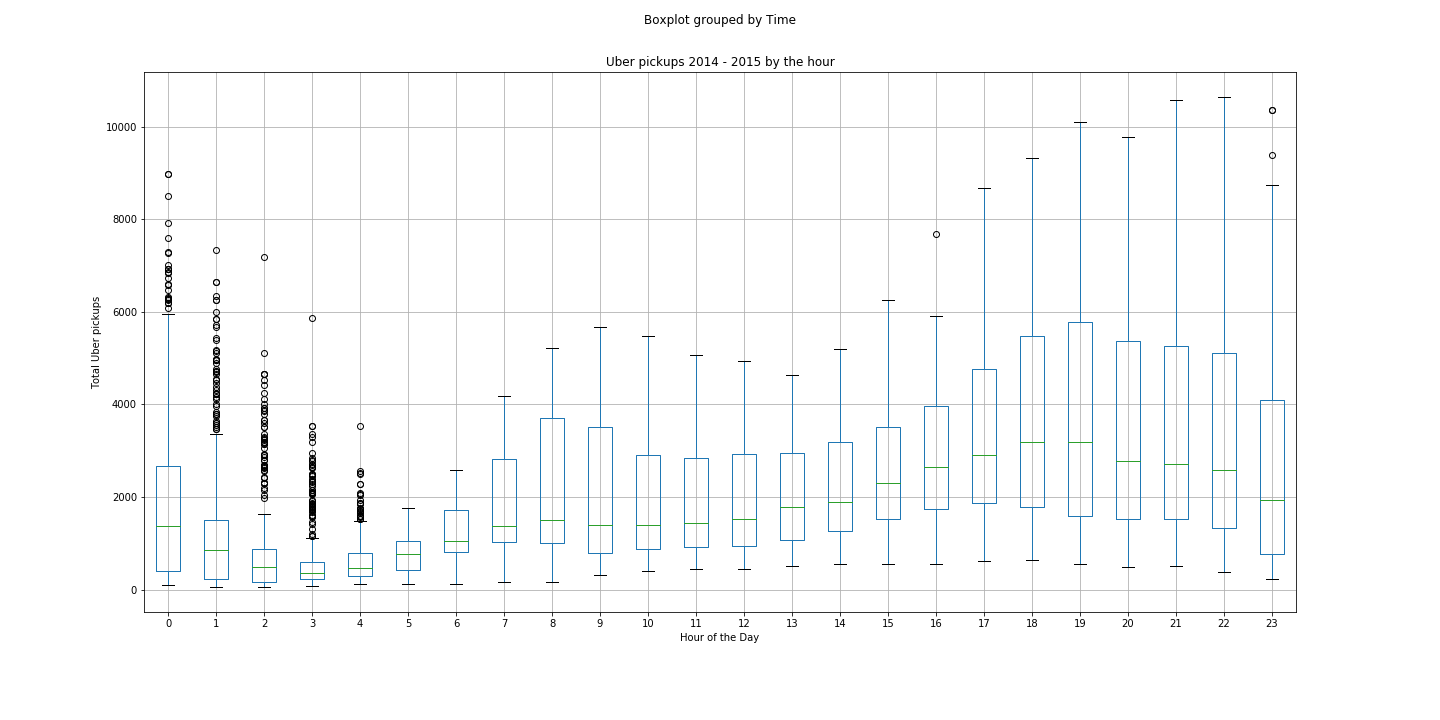 Boxplot grouped by Time
Uber pickups 2014 - 2015 by the hour
Total Uber pickups
10000
8000
6000
4000
2000
0
0 1 2 3 4 5 6 7 8 9 10 11 12 13 14 15 16 17 18 19 20 21 22 23
Hour of the Day